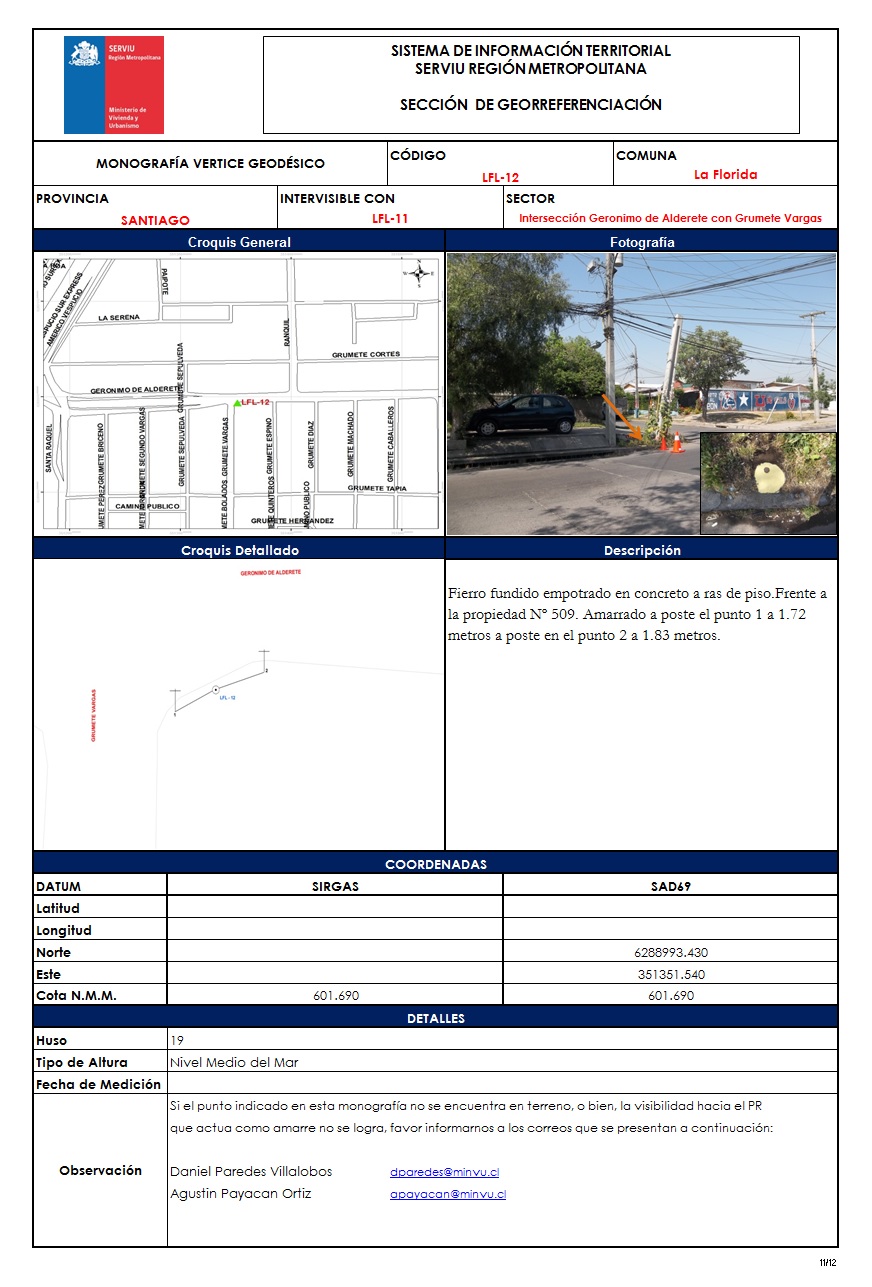 SERVIU
Región Metropolitana
Ministerio de
Vivienda y
Urbanismo
SISTEMA DE INFORMACIÓN TERRITORIAL
SERVIU REGIÓN METROPOLITANA
SECCIÓN DE GEORREFERENCIACIÓN
MONOGRAFÍA VERTICE GEODÉSICO
CÓDIGO
LFL-12
COMUNA
La Florida
PROVINCIA
SANTIAGO
INTERVISIBLE CON
LFL-11
SECTOR
Intersección Geronimo de Alderete con Grumete Vargas
Croquis General
Fotografía
AMERICO VESPUCIO
PAIPOTE
LA SERENA
RANQUIL
GRUMETE CORTES
GRUMETE SEPULVEDA
GERONIMO DE ALDERETE
LFL-12
SANTA RAQUEL
GRUMETE BRICENO
GRUMETE SEGUNDO VARGAS
GRUMETE SEPULVEDA
GRUMETE VARGAS
GRUMETE ESPINO
GRUMETE DIAZ
GRUMETE MACHADO
GRUMETE CABALLEROS
GRUMETE TAPIA
CAMINO PUBLICO
GRUMETE HERNANDEZ
Croquis Detallado
Descripción
GERONIMO DE ALDERETE
GRUMETE VARGAS
1
LFL - 12
2
Fierro fundido empotrado en concreto a ras de piso.Frente a
la propiedad Nº 509. Amarrado a poste el punto 1 a 1.72
metros a poste en el punto 2 a 1.83 metros.
COORDENADAS
DATUM SIRGAS SAD69
Latitud
Longitud
Norte 6288993.430
Este 351351.540
Cota N.M.M. 601.690 601.690
DETALLES
Huso 19
Tipo de Altura Nivel Medio del Mar
Fecha de Medición
Observación
Si el punto indicado en esta monografía no se encuentra en terreno, o bien, la visibilidad hacia el PR
que actua como amarre no se logra, favor informarnos a los correos que se presentan a continuación:
Daniel Paredes Villalobos dparedes@minvu.cl
Agustin Payacan Ortiz apayacan@minvu.cl
11/12